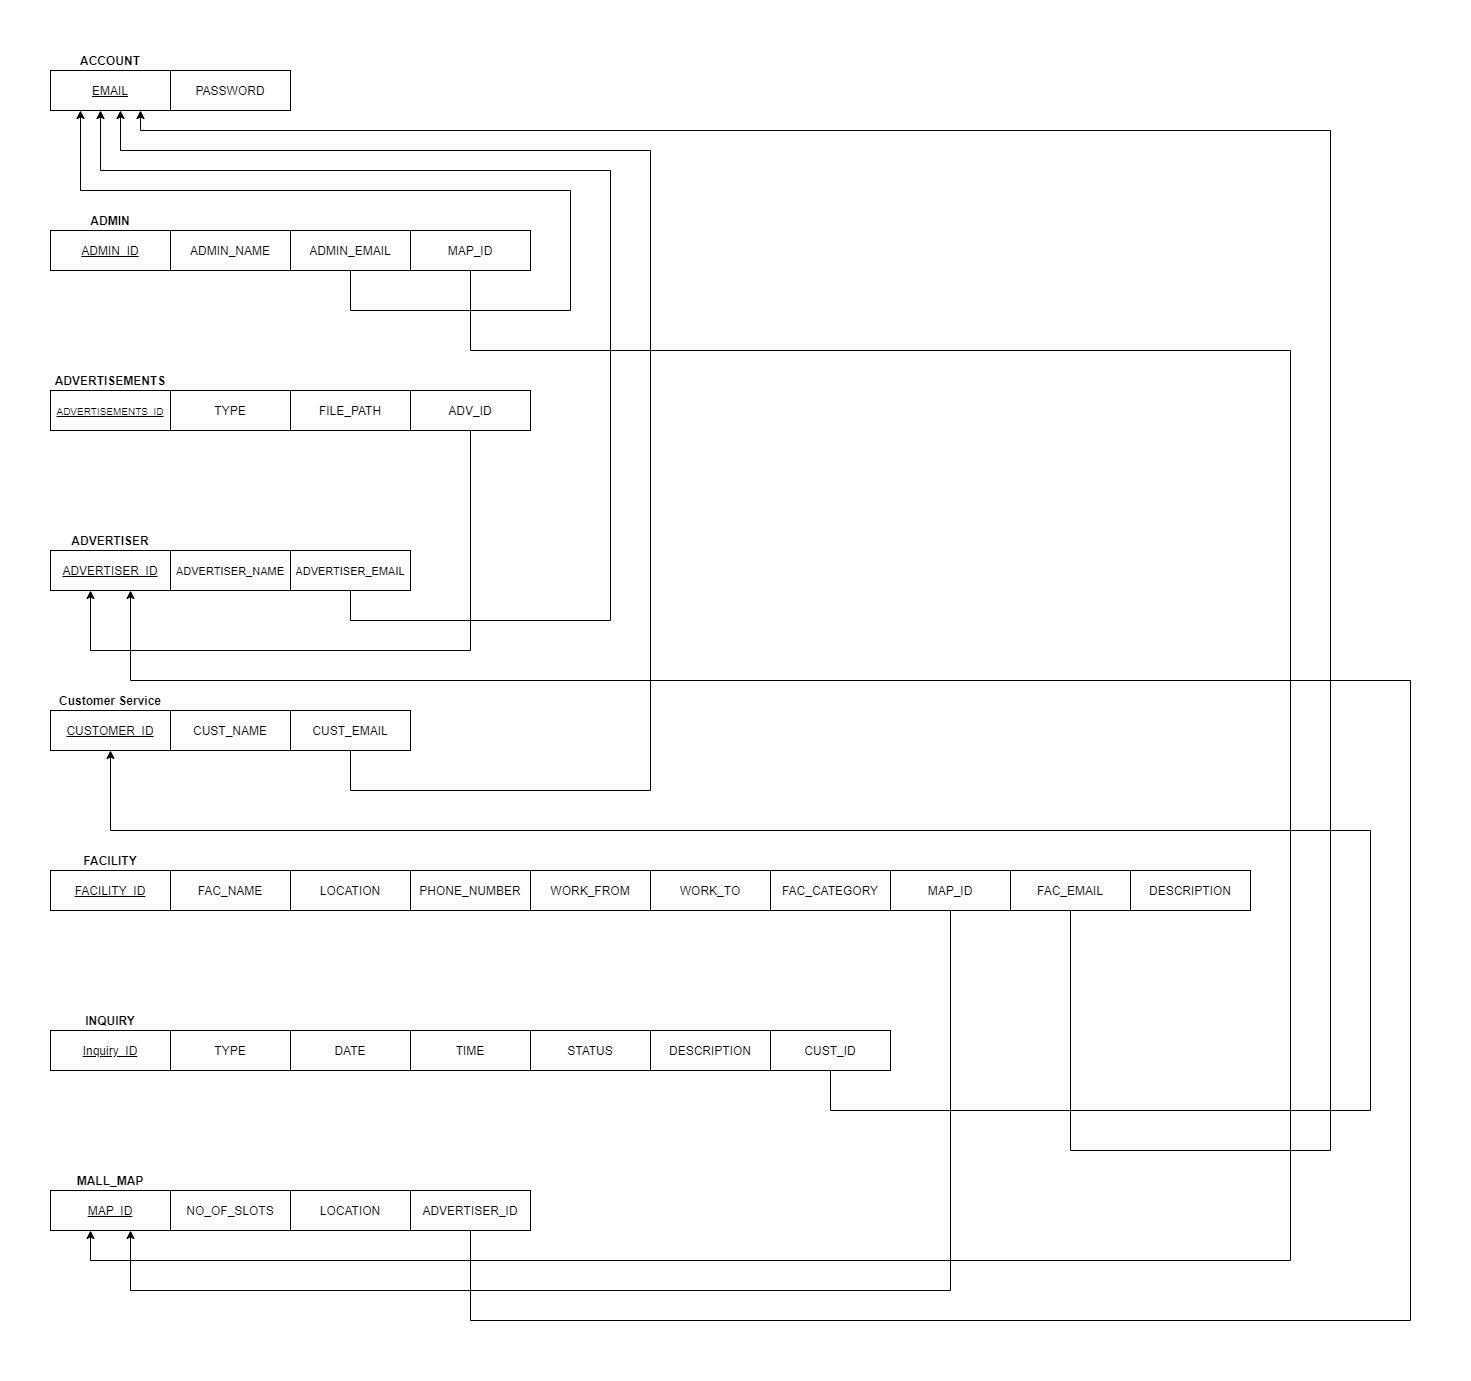 ACCOUNT
EMAIL PASSWORD
ADMIN
ADMIN_ID ADMIN_NAME ADMIN_EMAIL MAP_ID
ADVERTISEMENTS
ADVERTISEMENTS_ID TYPE FILE_PATH ADV_ID
ADVERTISER
ADVERTISER_ID ADVERTISER_NAME ADVERTISER_EMAIL
Customer Service
CUSTOMER_ID CUST_NAME CUST_EMAIL
FACILITY
FACILITY_ID FAC_NAME LOCATION PHONE_NUMBER WORK_FROM WORK_TO FAC_CATEGORY MAP_ID FAC_EMAIL DESCRIPTION
INQUIRY
Inquiry_ID TYPE DATE TIME STATUS DESCRIPTION CUST_ID
MALL_MAP
MAP_ID NO_OF_SLOTS LOCATION ADVERTISER_ID